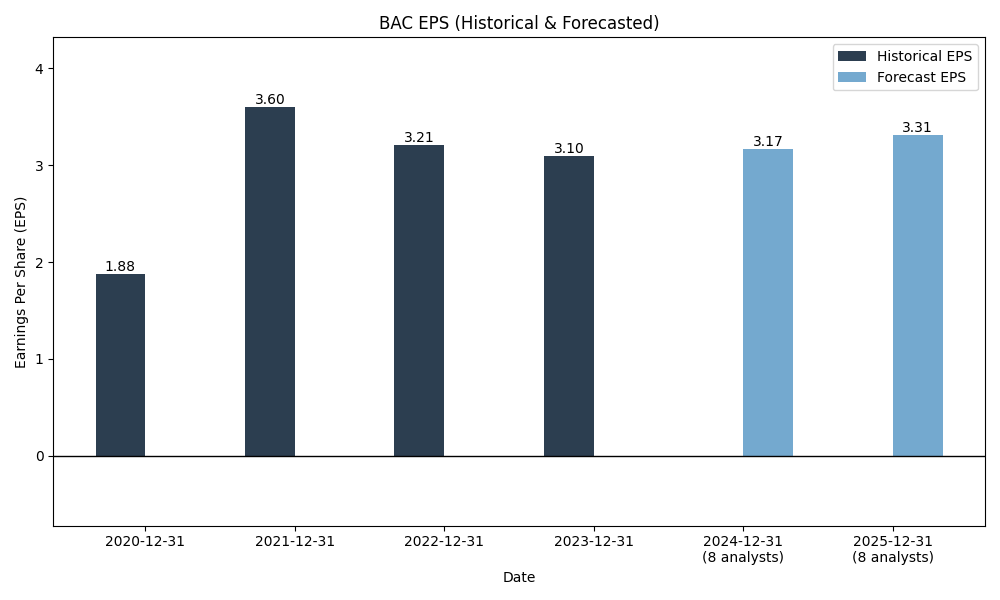 BAC EPS (Historical & Forecasted)
Historical EPS
Forecast EPS
Earnings Per Share (EPS)
4
3
2
1
0
1.88
3.60
3.21
3.10
3.17
3.31
2020-12-31
2021-12-31
2022-12-31
2023-12-31
2024-12-31
(8 analysts)
2025-12-31
(8 analysts)
Date